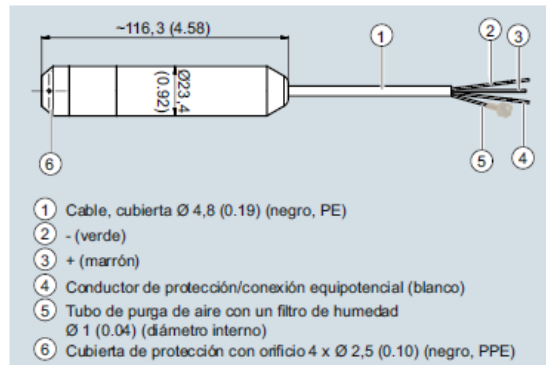 ~116,3 (4.58)
1
2
3
Ø23,4
(0.92)
6
5
4
1 Cable, cubierta Ø 4,8 (0.19) (negro, PE)
2 - (verde)
3 + (marrón)
4 Conductor de protección/conexión equipotencial (blanco)
5 Tubo de purga de aire con un filtro de humedad
Ø 1 (0.04) (diámetro interno)
6 Cubierta de protección con orificio 4 x Ø 2,5 (0.10) (negro, PPE)